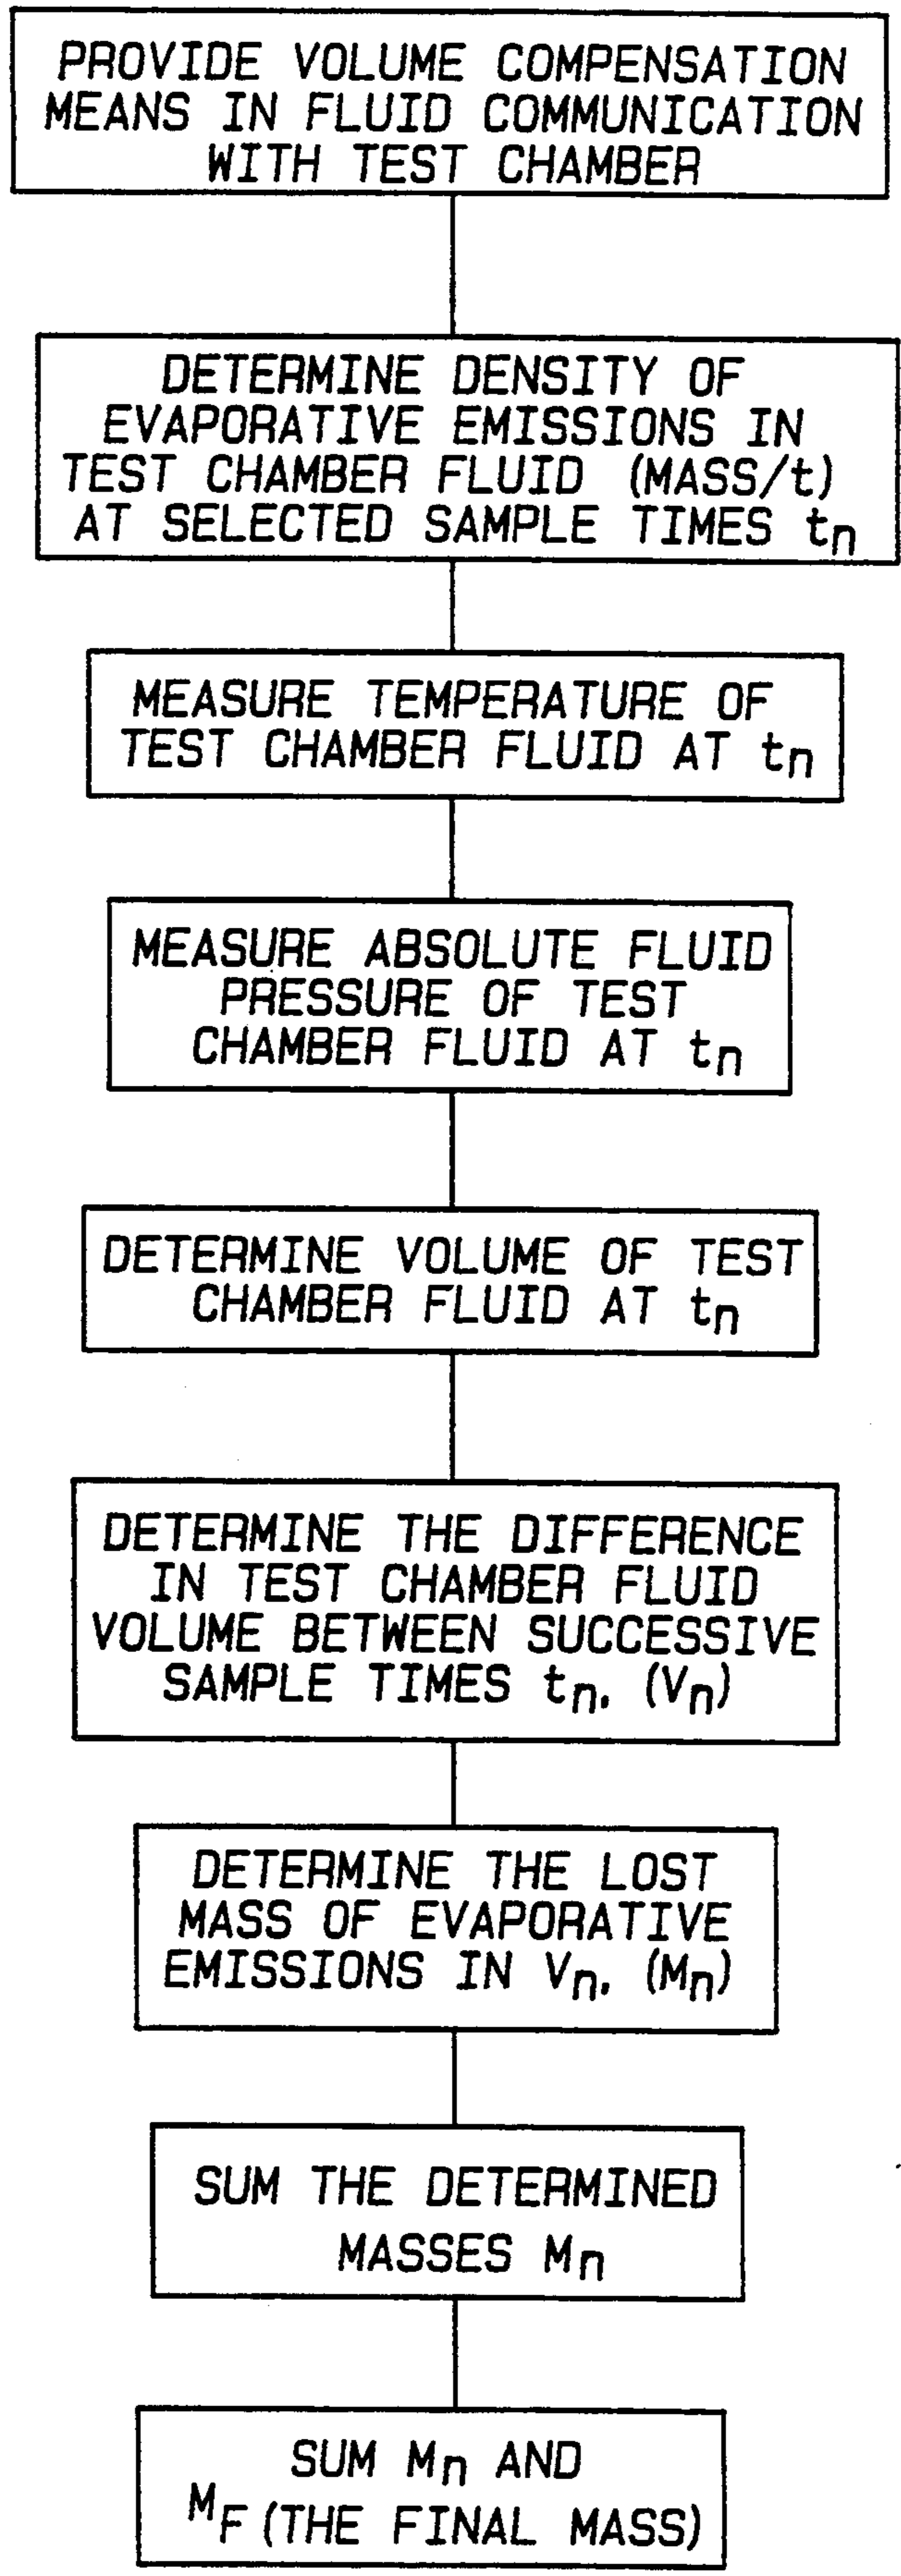 PROVIDE VOLUME COMPENSATION
MEANS IN FLUID COMMUNICATION
WITH TEST CHAMBER
DETERMINE DENSITY OF
EVAPORATIVE EMISSIONS IN
TEST CHAMBER FLUID (MASS/t)
AT SELECTED SAMPLE TIMES tn
MEASURE TEMPERATURE OF
TEST CHAMBER FLUID AT tn
MEASURE ABSOLUTE FLUID
PRESSURE OF TEST
CHAMBER FLUID AT tn
DETERMINE VOLUME OF TEST
CHAMBER FLUID AT tn
DETERMINE THE DIFFERENCE
IN TEST CHAMBER FLUID
VOLUME BETWEEN SUCCESSIVE
SAMPLE TIMES tn. (Vn)
DETERMINE THE LOST
MASS OF EVAPORATIVE
EMISSIONS IN Vn. (Mn)
SUM THE DETERMINED
MASSES Mn
SUM Mn AND
MF (THE FINAL MASS)